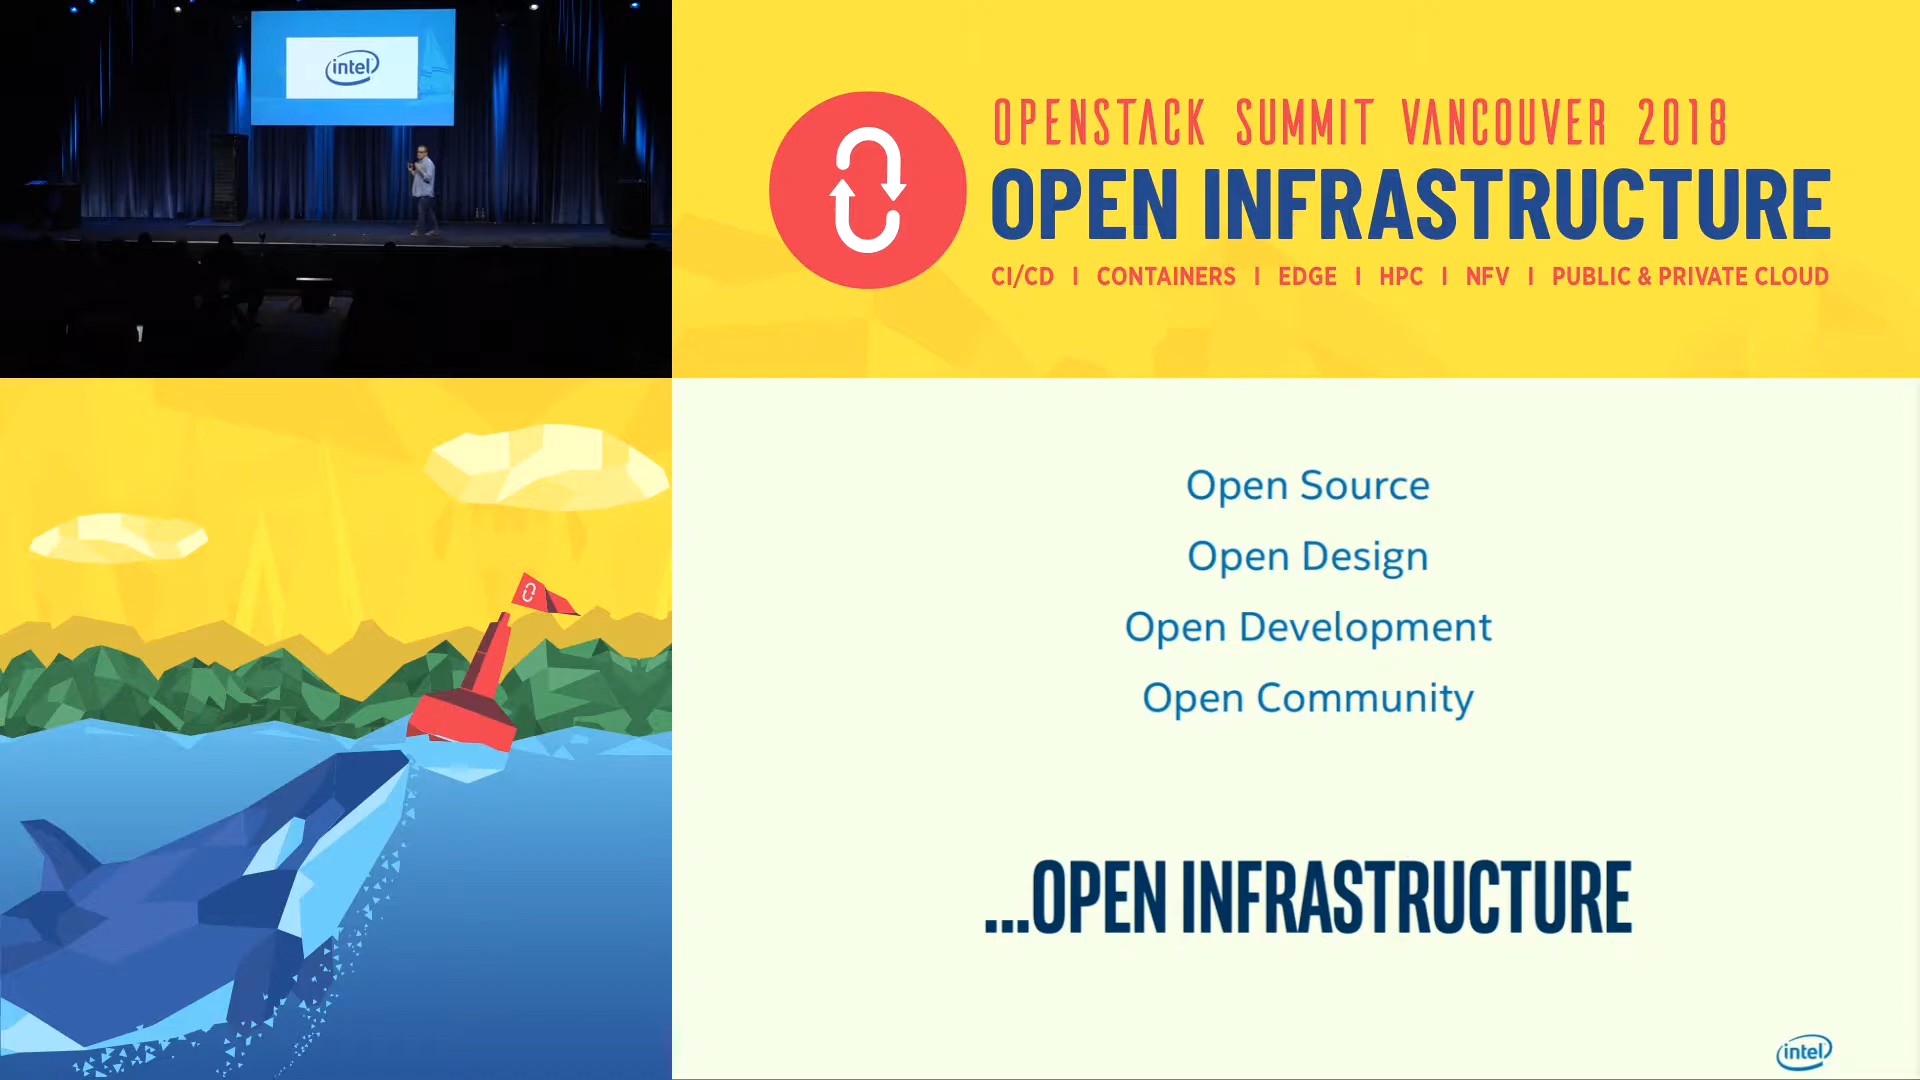 intel
OPENSTACK SUMMIT VANCOUVER 2018
OPEN INFRASTRUCTURE
CI/CD | CONTAINERS | EDGE | HPC | NFV | PUBLIC & PRIVATE CLOUD
Open Source
Open Design
Open Development
Open Community
...OPEN INFRASTRUCTURE
intel